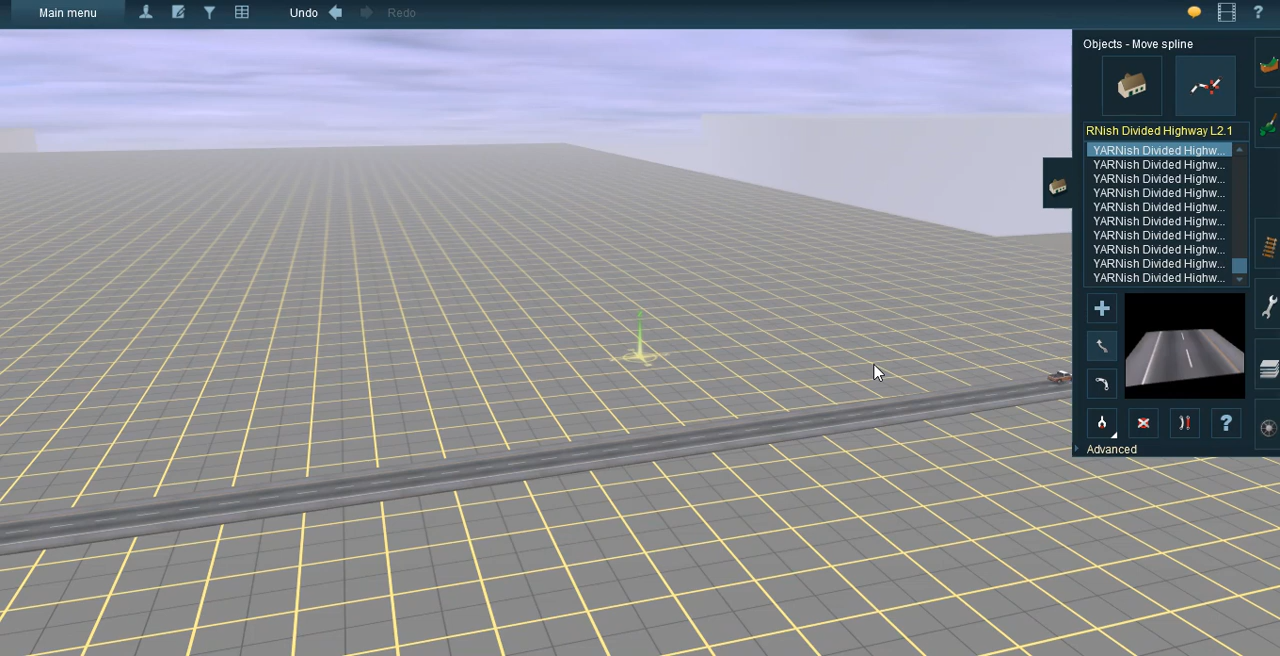 Main menu
Undo
Redo
?
Objects - Move spline
RNish Divided Highway L2.1
YARNish Divided Highw...
YARNish Divided Highw...
YARNish Divided Highw...
YARNish Divided Highw...
YARNish Divided Highw...
YARNish Divided Highw...
YARNish Divided Highw...
YARNish Divided Highw...
YARNish Divided Highw...
YARNish Divided Highw...
?
Advanced